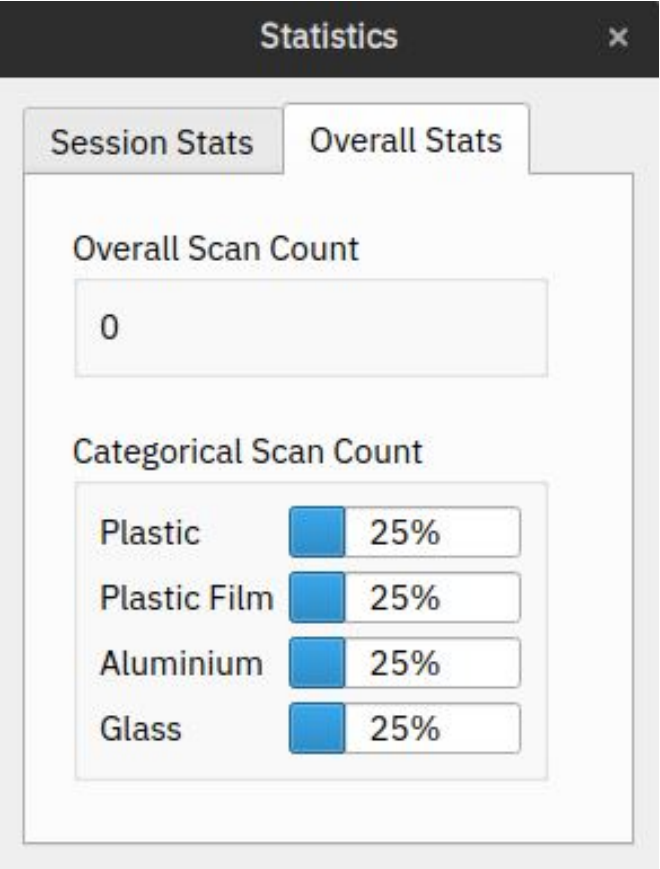 Statistics ×
Session Stats Overall Stats
Overall Scan Count
0
Categorical Scan Count
Plastic 25%
Plastic Film 25%
Aluminium 25%
Glass 25%